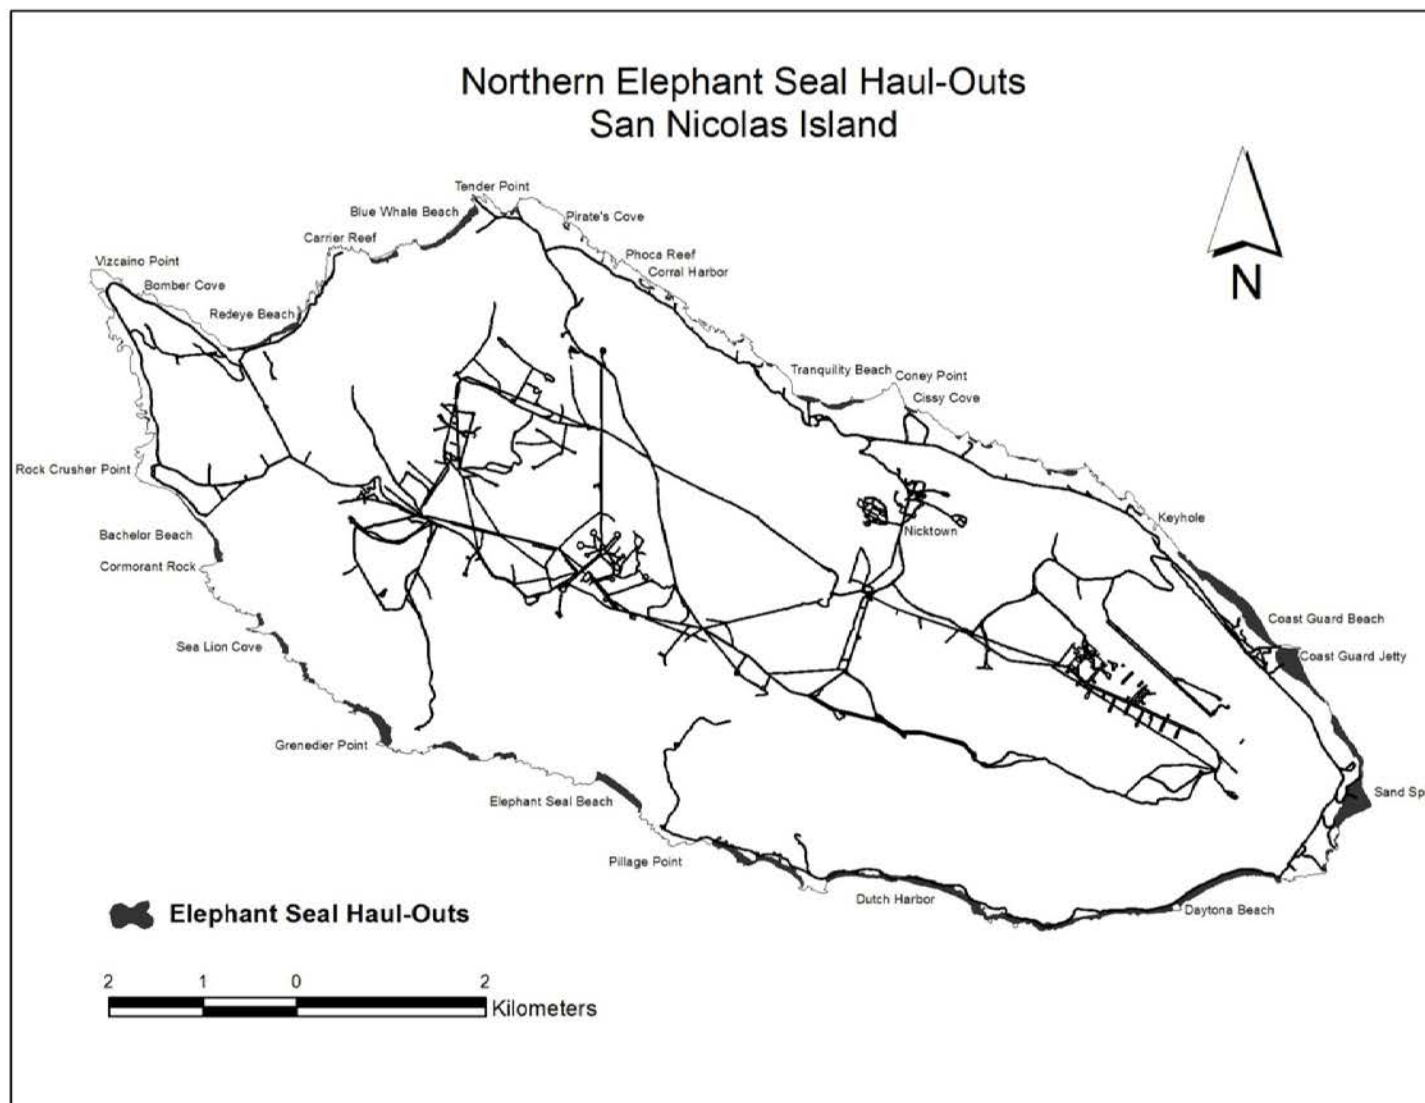 Northern Elephant Seal Haul-Outs
San Nicolas Island
N
Tender Point
Blue Whale Beach
Pirate's Cove
Carrier Reef
Phoca Reef
Vizcaino Point
Corral Harbor
Bomber Cove
Redeye Beach
Tranquility Beach
Coney Point
Cissy Cove
Rock Crusher Point
Keyhole
Nicktown
Bachelor Beach
Cormorant Rock
Coast Guard Beach
Sea Lion Cove
Coast Guard Jetty
Grenedier Point
Sand Sp
Elephant Seal Beach
Pillage Point
Dutch Harbor
Daytona Beach
Elephant Seal Haul-Outs
2 1 0 2
Kilometers